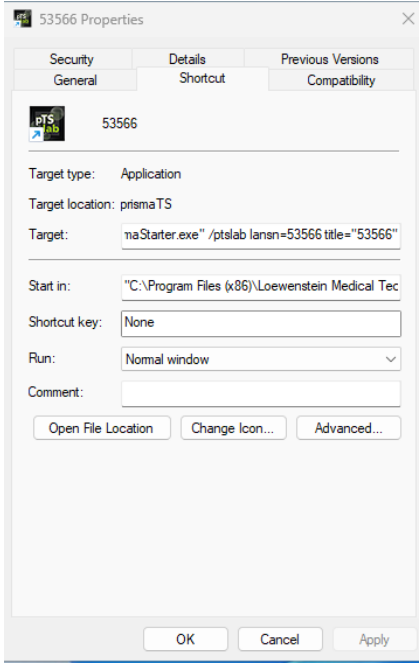 53566 Properties
Security Details Previous Versions
General Shortcut Compatibility
pTS
lab
53566
Target type: Application
Target location: prismaTS
Target: maStarter.exe" /ptslab lansn=53566 title="53566"
Start in: "C:\Program Files (x86)\Loewenstein Medical Tec
Shortcut key: None
Run: Normal window
Comment:
Open File Location Change Icon... Advanced...
OK Cancel Apply